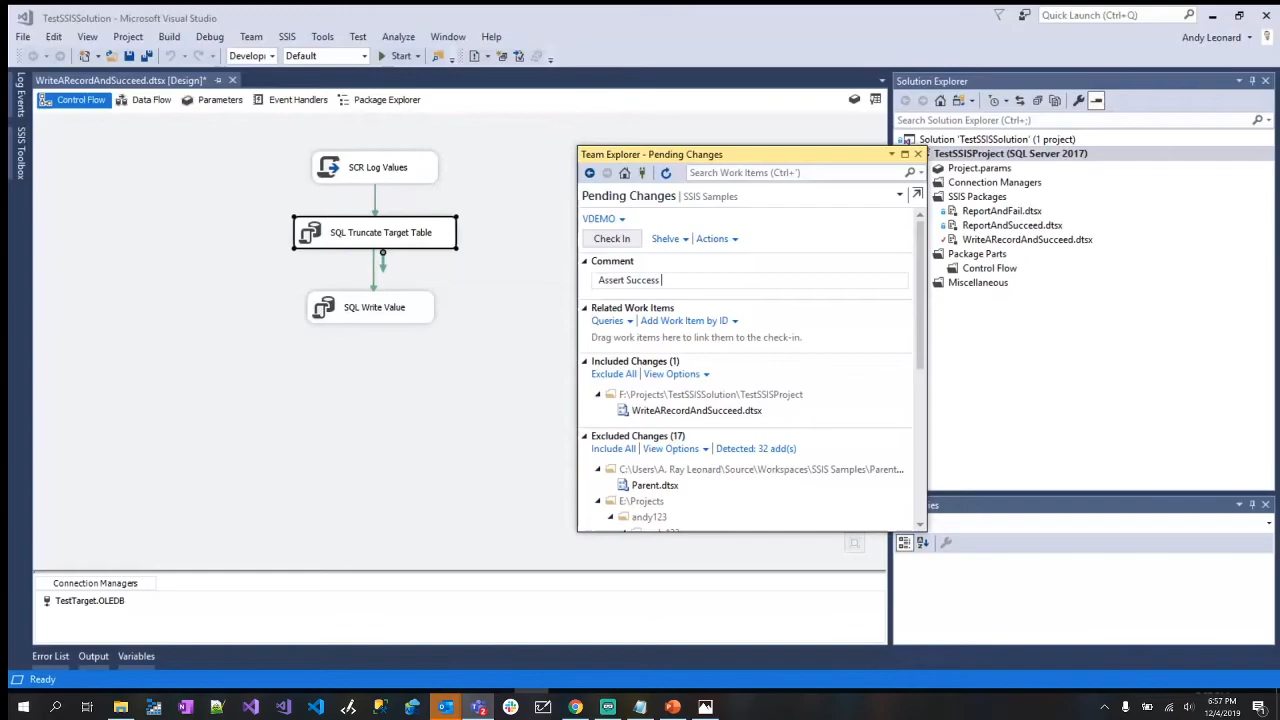 TestSSISSolution - Microsoft Visual Studio
Quick Launch (Ctrl+Q)
File Edit View Project Build Debug Team SSIS Tools Test Analyze Window Help
Andy Leonard
Develop Default Start
WriteARecordAndSucceed.dtsx [Design]*
Control Flow Data Flow Parameters Event Handlers Package Explorer
Log Events
SSIS Toolbox
SCR Log Values
SQL Truncate Target Table
SQL Write Value
Connection Managers
TestTarget.OLEDB
Error List Output Variables
Ready
Team Explorer - Pending Changes
Search Work Items (Ctrl+')
Pending Changes | SSIS Samples
VDEMO
Check In Shelve Actions
Comment
Assert Success
Related Work Items
Queries | Add Work Item by ID
Drag work items here to link them to the check-in.
Included Changes (1)
Exclude All | View Options
F:\Projects\TestSSISSolution\TestSSISProject
WriteARecordAndSucceed.dtsx
Excluded Changes (17)
Include All | View Options | Detected: 32 add(s)
C:\Users\A. Ray Leonard\Source\Workspaces\SSIS Samples\Parent...
Parent.dtsx
E:\Projects
andy123
Solution Explorer
Search Solution Explorer (Ctrl+;)
Solution 'TestSSISSolution' (1 project)
TestSSISProject (SQL Server 2017)
Project.params
Connection Managers
SSIS Packages
ReportAndFail.dtsx
ReportAndSucceed.dtsx
WriteARecordAndSucceed.dtsx
Package Parts
Control Flow
Miscellaneous
6:57 PM
12/4/2019